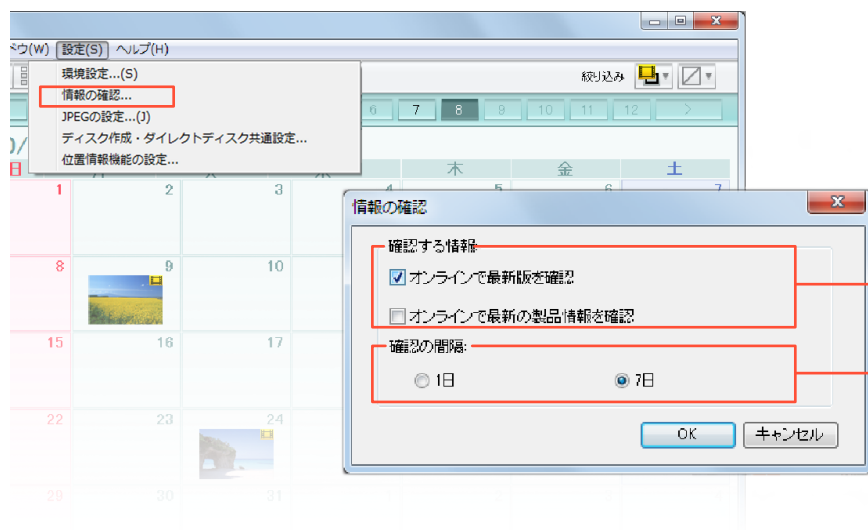 ドウ(W) 設定(S) ヘルプ(H)
環境設定...(S)
情報の確認...
JPEGの設定...(J)
ディスク作成・ダイレクトディスク共通設定...
位置情報機能の設定...
絞り込み
6 7 8 9 10 11 12 >
0/
日 木 金 土
1 2 3 4 5 6 7
8 9 10
15 16 17
22 23 24
29 30 31
情報の確認
確認する情報:
オンラインで最新版を確認
オンラインで最新の製品情報を確認
確認の間隔:
1日 7日
OK キャンセル